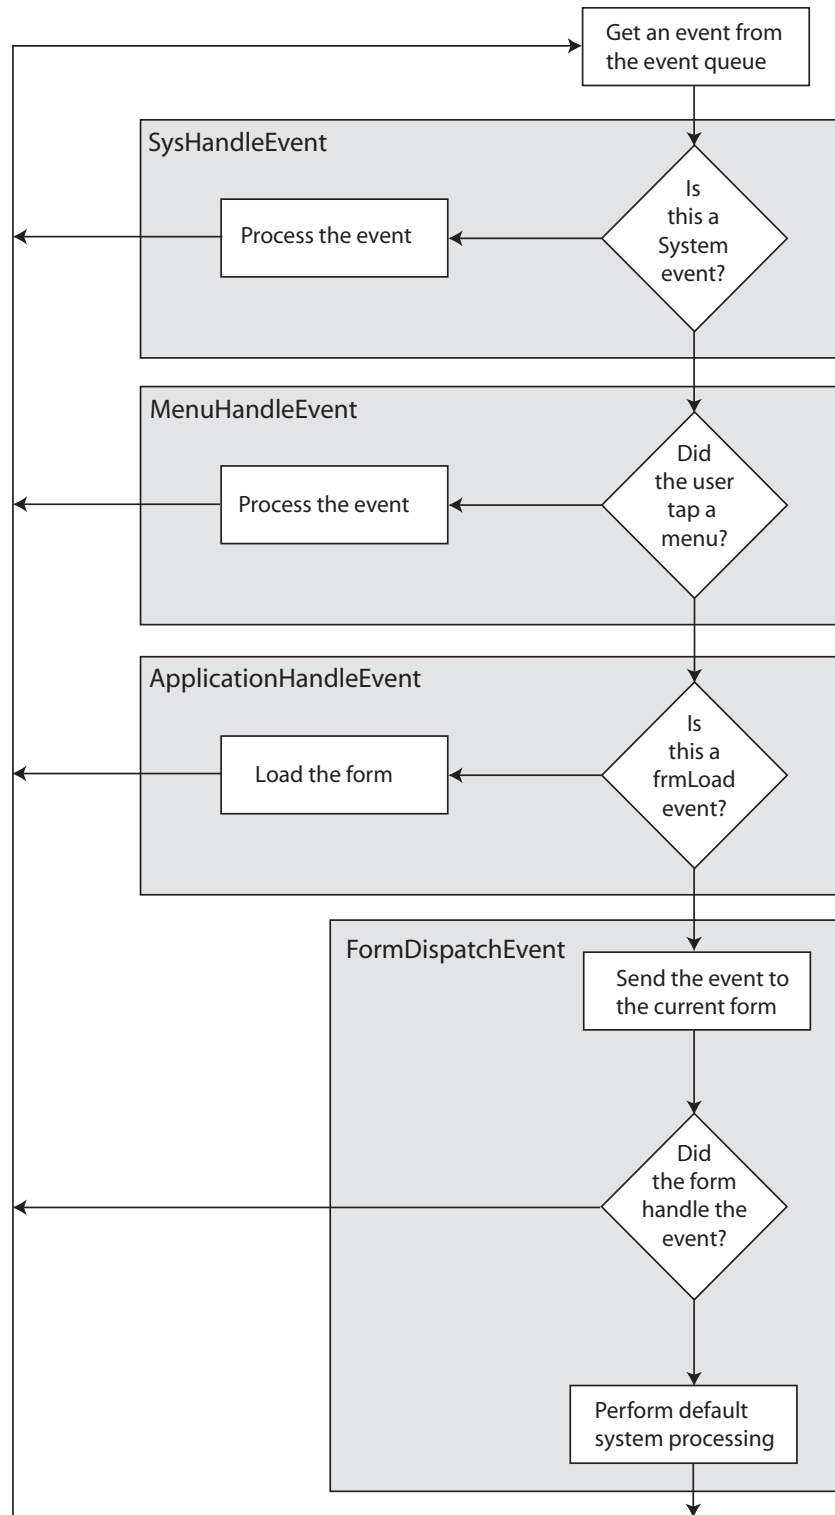 Get an event from
the event queue
SysHandleEvent
Is
this a
System
event?
Process the event
MenuHandleEvent
Did
the user
tap a
menu?
Process the event
ApplicationHandleEvent
Is
this a
frmLoad
event?
Load the form
FormDispatchEvent
Send the event to
the current form
Did
the form
handle the
event?
Perform default
system processing